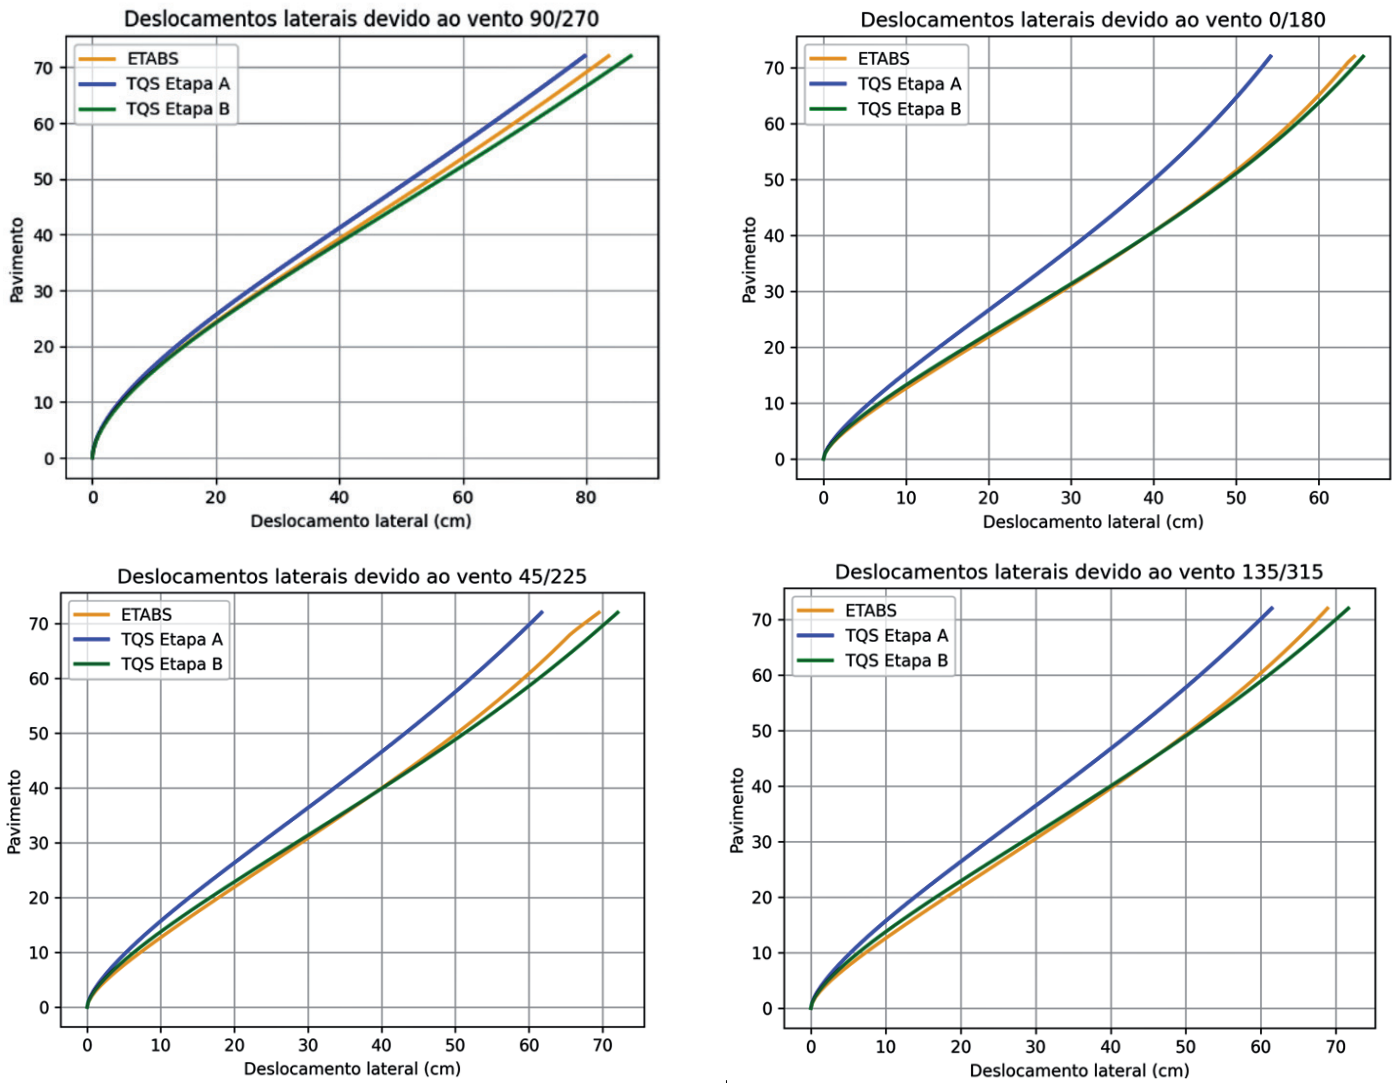 Deslocamentos laterais devido ao vento 90/270
ETABS
TQS Etapa A
TQS Etapa B
70
60
50
40
30
20
10
0
Pavimento
0 20 40 60 80
Deslocamento lateral (cm)
Deslocamentos laterais devido ao vento 0/180
ETABS
TQS Etapa A
TQS Etapa B
70
60
50
40
30
20
10
0
Pavimento
0 10 20 30 40 50 60
Deslocamento lateral (cm)
Deslocamentos laterais devido ao vento 45/225
ETABS
TQS Etapa A
TQS Etapa B
70
60
50
40
30
20
10
0
Pavimento
0 10 20 30 40 50 60 70
Deslocamento lateral (cm)
Deslocamentos laterais devido ao vento 135/315
ETABS
TQS Etapa A
TQS Etapa B
70
60
50
40
30
20
10
0
Pavimento
0 10 20 30 40 50 60 70
Deslocamento lateral (cm)